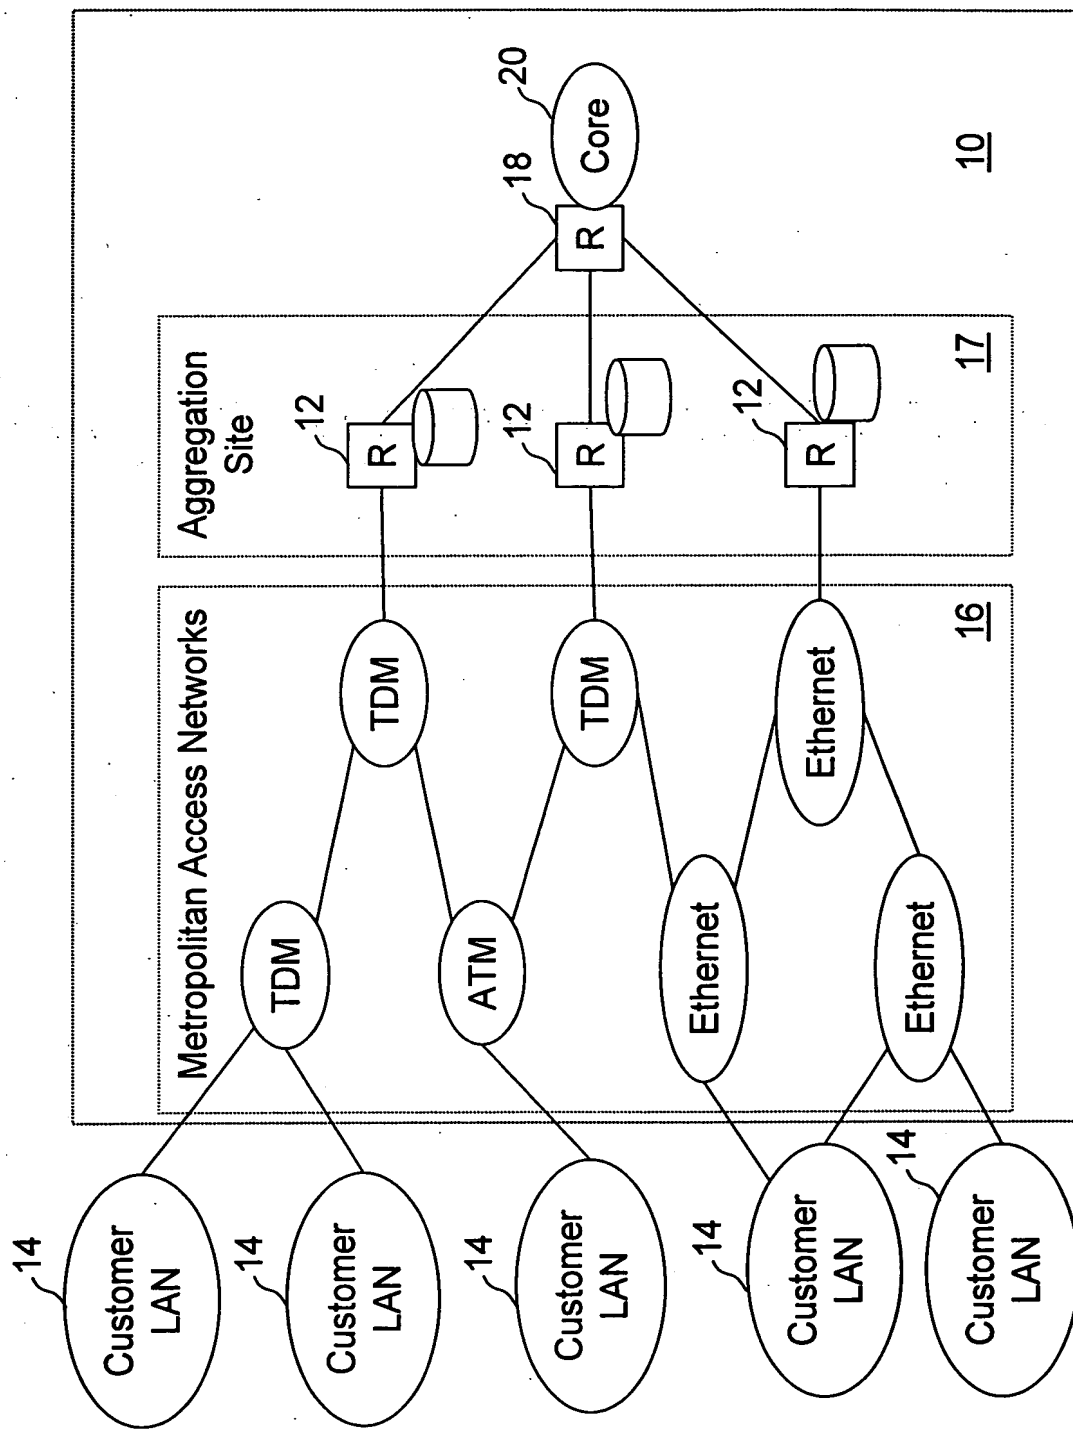 Customer
LAN
14
Customer
LAN
14
Customer
LAN
14
Customer
LAN
14
Customer
LAN
14
Metropolitan Access Networks
TDM
ATM
Ethernet
Ethernet
TDM
TDM
Ethernet
16
Aggregation
Site
R
12
R
12
R
12
17
R
18
Core
20
10